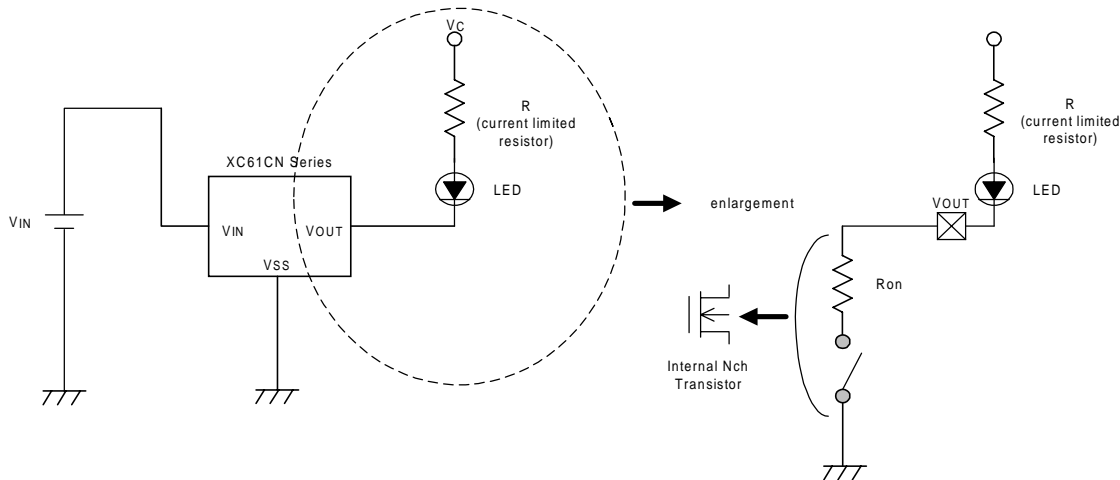 VC
R
(current limited
resistor)
XC61CN Series
LED
VIN
VIN
VOUT
VSS
enlargement
R
(current limited
resistor)
LED
VOUT
Ron
Internal Nch
Transistor